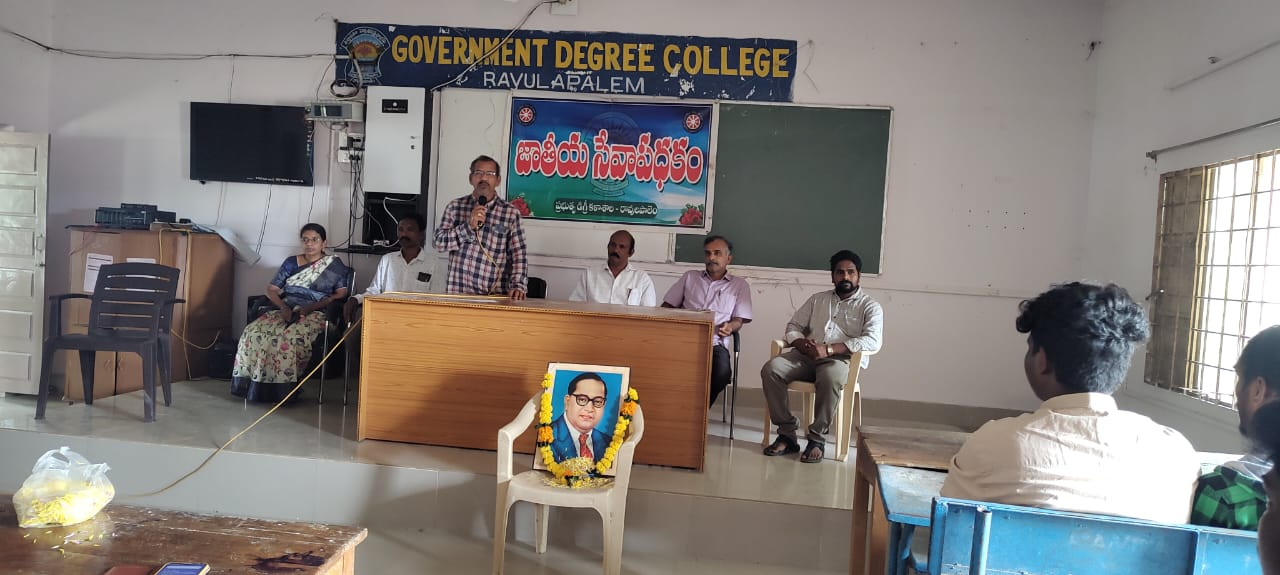 GOVERNMENT DEGREE COLLEGE
RAVULAPALEM
జాతీయ సేవాపథకం
ప్రభుత్వ డిగ్రీ కళాశాల - రావులపాలెం